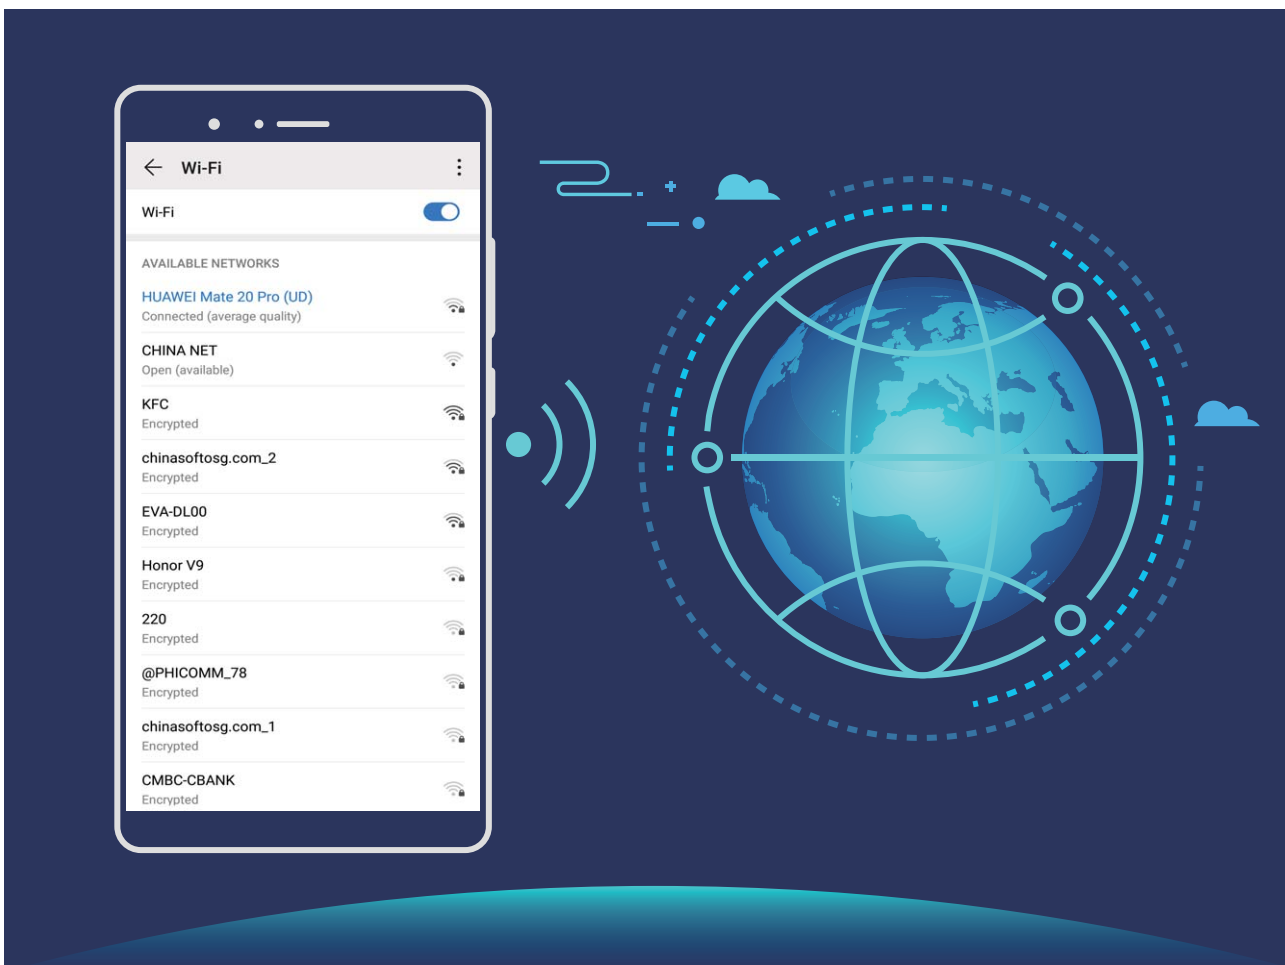 Wi-Fi
Wi-Fi
AVAILABLE NETWORKS
HUAWEI Mate 20 Pro (UD)
Connected (average quality)
CHINA NET
Open (available)
KFC
Encrypted
chinasoftosg.com_2
Encrypted
EVA-DL00
Encrypted
Honor V9
Encrypted
220
Encrypted
@PHICOMM_78
Encrypted
chinasoftosg.com_1
Encrypted
CMBC-CBANK
Encrypted